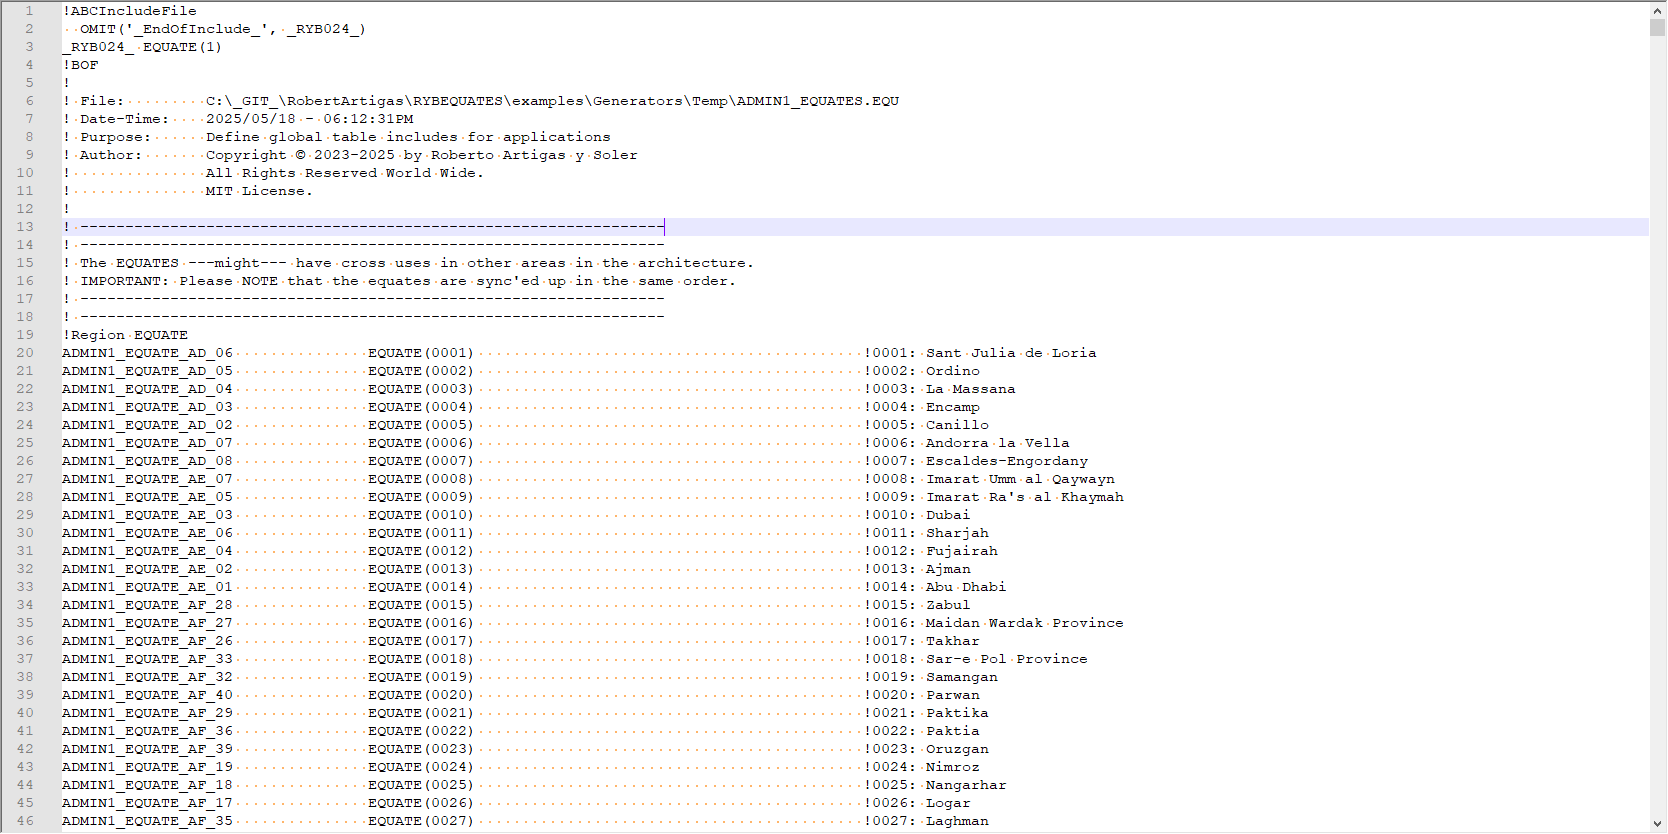 1 !ABCIncludeFile
2   OMIT('_EndOfInclude_', _RYB024_)
3 _RYB024_ EQUATE(1)
4 !BOF
5 !
6 ! File:         C:\_GIT_\RobertArtigas\RYBEQUATES\examples\Generators\Temp\ADMIN1_EQUATES.EQU
7 ! Date-Time:    2025/05/18 - 06:12:31PM
8 ! Purpose:      Define global table includes for applications
9 ! Author:       Copyright © 2023-2025 by Roberto Artigas y Soler
10 !               All Rights Reserved World Wide.
11 !               MIT License.
12 !
13 ! -----------------------------------------------------------------
14 ! -----------------------------------------------------------------
15 ! The EQUATES ---might--- have cross uses in other areas in the architecture.
16 ! IMPORTANT: Please NOTE that the equates are sync'ed up in the same order.
17 ! -----------------------------------------------------------------
18 ! -----------------------------------------------------------------
19 !Region EQUATE
20 ADMIN1_EQUATE_AD_06               EQUATE(0001)                                           !0001: Sant Julia de Loria
21 ADMIN1_EQUATE_AD_05               EQUATE(0002)                                           !0002: Ordino
22 ADMIN1_EQUATE_AD_04               EQUATE(0003)                                           !0003: La Massana
23 ADMIN1_EQUATE_AD_03               EQUATE(0004)                                           !0004: Encamp
24 ADMIN1_EQUATE_AD_02               EQUATE(0005)                                           !0005: Canillo
25 ADMIN1_EQUATE_AD_07               EQUATE(0006)                                           !0006: Andorra la Vella
26 ADMIN1_EQUATE_AD_08               EQUATE(0007)                                           !0007: Escaldes-Engordany
27 ADMIN1_EQUATE_AE_07               EQUATE(0008)                                           !0008: Imarat Umm al Qaywayn
28 ADMIN1_EQUATE_AE_05               EQUATE(0009)                                           !0009: Imarat Ra's al Khaymah
29 ADMIN1_EQUATE_AE_03               EQUATE(0010)                                           !0010: Dubai
30 ADMIN1_EQUATE_AE_06               EQUATE(0011)                                           !0011: Sharjah
31 ADMIN1_EQUATE_AE_04               EQUATE(0012)                                           !0012: Fujairah
32 ADMIN1_EQUATE_AE_02               EQUATE(0013)                                           !0013: Ajman
33 ADMIN1_EQUATE_AE_01               EQUATE(0014)                                           !0014: Abu Dhabi
34 ADMIN1_EQUATE_AF_28               EQUATE(0015)                                           !0015: Zabul
35 ADMIN1_EQUATE_AF_27               EQUATE(0016)                                           !0016: Maidan Wardak Province
36 ADMIN1_EQUATE_AF_26               EQUATE(0017)                                           !0017: Takhar
37 ADMIN1_EQUATE_AF_33               EQUATE(0018)                                           !0018: Sar-e Pol Province
38 ADMIN1_EQUATE_AF_32               EQUATE(0019)                                           !0019: Samangan
39 ADMIN1_EQUATE_AF_40               EQUATE(0020)                                           !0020: Parwan
40 ADMIN1_EQUATE_AF_29               EQUATE(0021)                                           !0021: Paktika
41 ADMIN1_EQUATE_AF_36               EQUATE(0022)                                           !0022: Paktia
42 ADMIN1_EQUATE_AF_39               EQUATE(0023)                                           !0023: Oruzgan
43 ADMIN1_EQUATE_AF_19               EQUATE(0024)                                           !0024: Nimroz
44 ADMIN1_EQUATE_AF_18               EQUATE(0025)                                           !0025: Nangarhar
45 ADMIN1_EQUATE_AF_17               EQUATE(0026)                                           !0026: Logar
46 ADMIN1_EQUATE_AF_35               EQUATE(0027)                                           !0027: Laghman